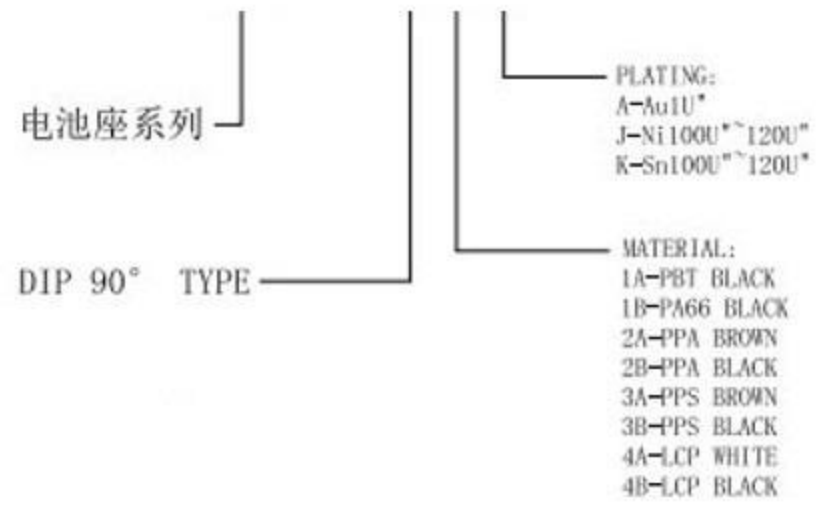 电池座系列
DIP 90° TYPE
PLATING:
A-Au1U"
J-Ni100U"~120U"
K-Sn100U"~120U"
MATERIAL:
1A-PBT BLACK
1B-PA66 BLACK
2A-PPA BROWN
2B-PPA BLACK
3A-PPS BROWN
3B-PPS BLACK
4A-LCP WHITE
4B-LCP BLACK